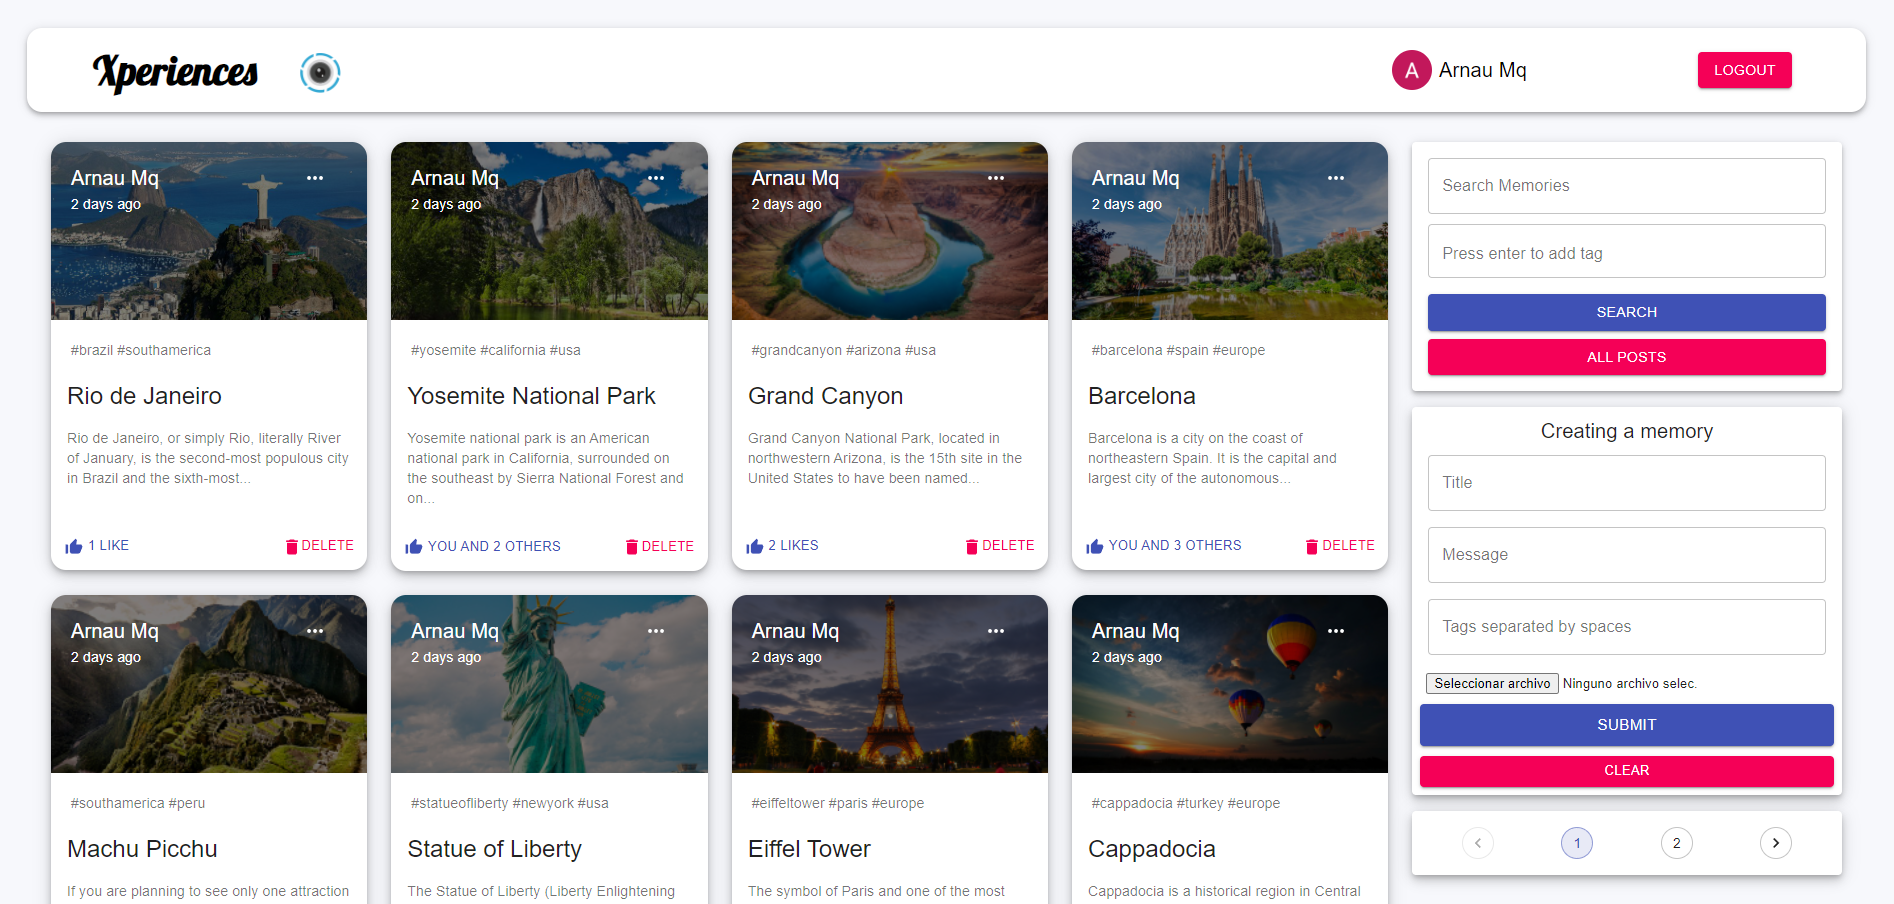 Xperiences
A Arnau Mq
LOGOUT
Arnau Mq
2 days ago
#brazil #southamerica
Rio de Janeiro
Rio de Janeiro, or simply Rio, literally River
of January, is the second-most populous city
in Brazil and the sixth-most...
1 LIKE
DELETE
Arnau Mq
2 days ago
#yosemite #california #usa
Yosemite National Park
Yosemite national park is an American
national park in California, surrounded on
the southeast by Sierra National Forest and
on...
YOU AND 2 OTHERS
DELETE
Arnau Mq
2 days ago
#grandcanyon #arizona #usa
Grand Canyon
Grand Canyon National Park, located in
northwestern Arizona, is the 15th site in the
United States to have been named...
2 LIKES
DELETE
Arnau Mq
2 days ago
#barcelona #spain #europe
Barcelona
Barcelona is a city on the coast of
northeastern Spain. It is the capital and
largest city of the autonomous...
YOU AND 3 OTHERS
DELETE
Arnau Mq
2 days ago
#southamerica #peru
Machu Picchu
If you are planning to see only one attraction
Arnau Mq
2 days ago
#statueofliberty #newyork #usa
Statue of Liberty
The Statue of Liberty (Liberty Enlightening
Arnau Mq
2 days ago
#eiffeltower #paris #europe
Eiffel Tower
The symbol of Paris and one of the most
Arnau Mq
2 days ago
#cappadocia #turkey #europe
Cappadocia
Cappadocia is a historical region in Central
Search Memories
Press enter to add tag
SEARCH
ALL POSTS
Creating a memory
Title
Message
Tags separated by spaces
Seleccionar archivo Ninguno archivo selec.
SUBMIT
CLEAR
1 2